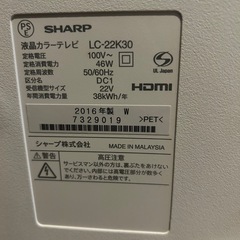 PS
E
SHARP
液晶カラーテレビ LC-22K30
定格電圧 100V～
定格消費電力 46W
定格周波数 50/60Hz
区分名 DC1
受信機型サイズ 22V
年間消費電力量 38kWh/年
UL Japan
HDMI
2016年製 W
7329019 >PET<
シャープ株式会社 MADE IN MALAYSIA
高圧注意
サービスマン以外の方は、裏ぶたをあけないで
ください。内部には高電圧部分が数多くあり、
万一さわると危険です。